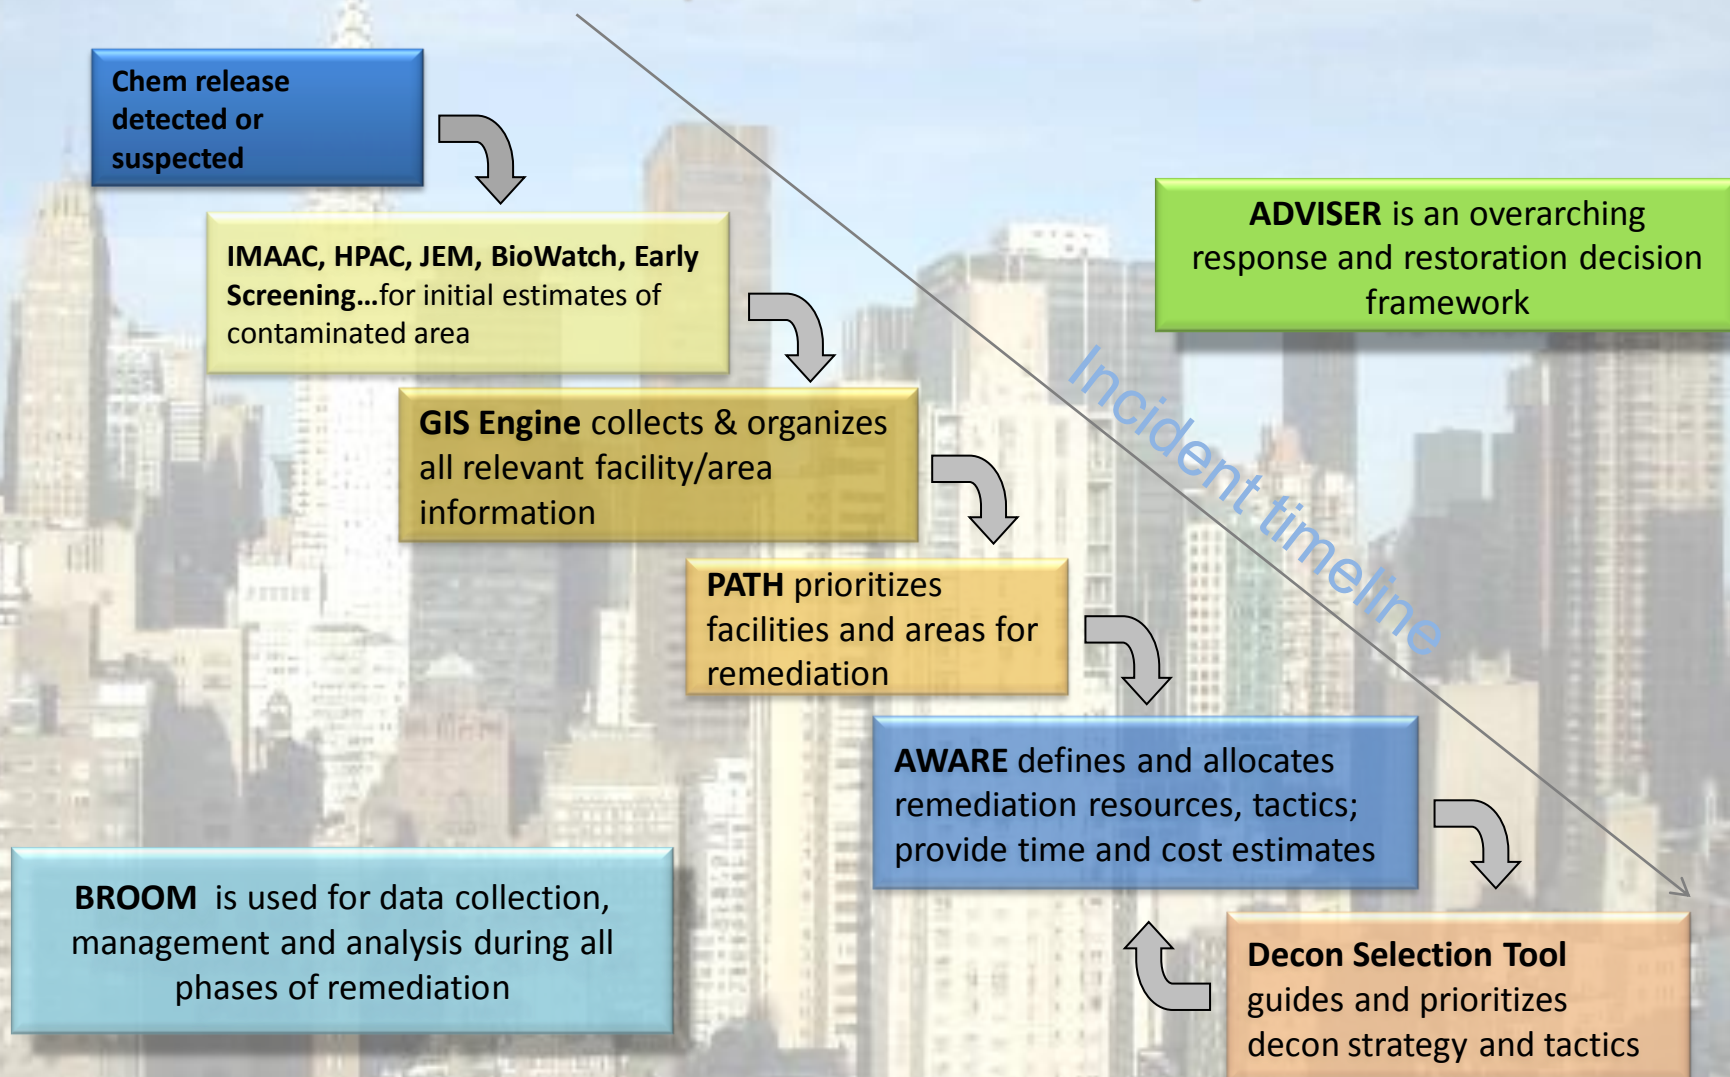 Chem release
detected or
suspected
IMAAC, HPAC, JEM, BioWatch, Early
Screening…for initial estimates of
contaminated area
ADVISER is an overarching
response and restoration decision
framework
GIS Engine collects & organizes
all relevant facility/area
information
Incident timeline
PATH prioritizes
facilities and areas for
remediation
AWARE defines and allocates
remediation resources, tactics;
provide time and cost estimates
BROOM is used for data collection,
management and analysis during all
phases of remediation
Decon Selection Tool
guides and prioritizes
decon strategy and tactics